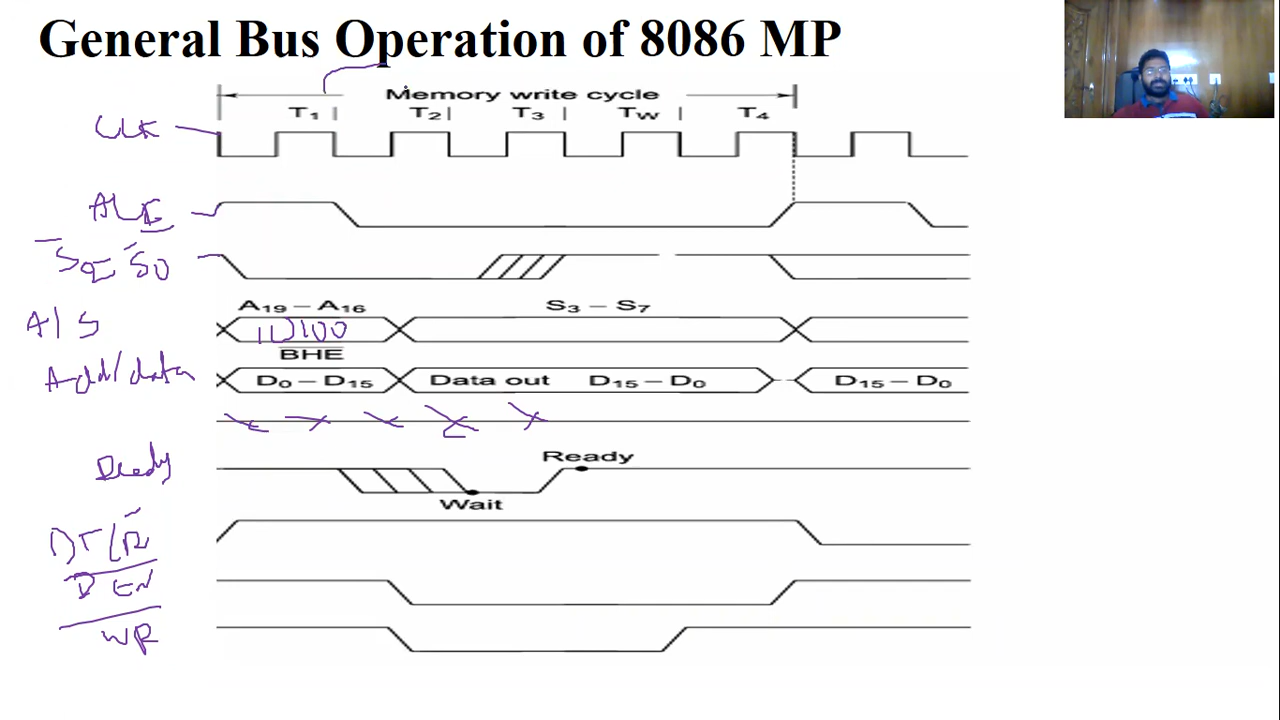 General Bus Operation of 8086 MP
Memory write cycle
T1 T2 T3 TW T4
CLK
ALE
S2 - S0
A19 – A16 S3 – S7
A/S
BHE
Add/data D0 – D15 Data out D15 – D0 D15 – D0
Ready
Ready
Wait
DT/R
DEN
WR